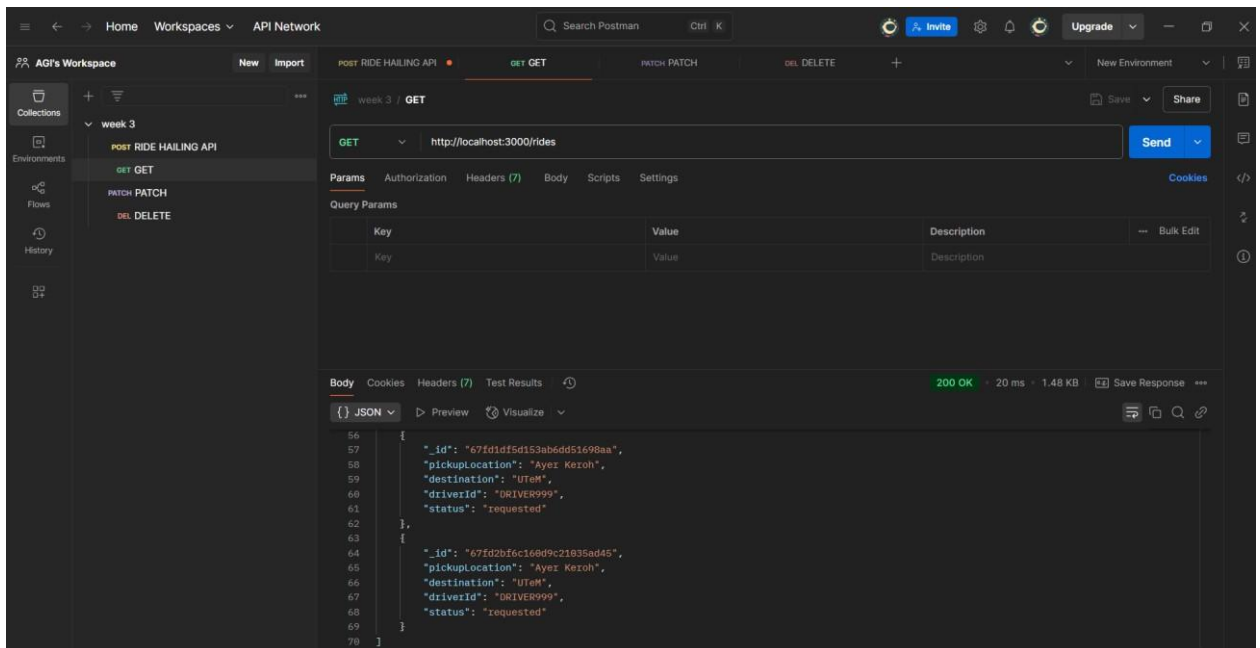 Home Workspaces API Network Search Postman Ctrl K Invite Upgrade
AGI's Workspace New Import POST RIDE HAILING API GET GET PATCH PATCH DEL DELETE New Environment
Collections
Environments
Flows
History
week 3
POST RIDE HAILING API
GET GET
PATCH PATCH
DEL DELETE
HTTP week 3 / GET Save Share
GET http://localhost:3000/rides Send
Params Authorization Headers (7) Body Scripts Settings Cookies
Query Params
Key Value Description Bulk Edit
Key Value Description
Body Cookies Headers (7) Test Results 200 OK 20 ms 1.48 KB Save Response
{} JSON Preview Visualize
56 {
57 "_id": "67fd1df5d153ab6dd51698aa",
58 "pickupLocation": "Ayer Keroh",
59 "destination": "UTeM",
60 "driverId": "DRIVER999",
61 "status": "requested"
62 },
63 {
64 "_id": "67fd2bf6c160d9c21035ad45",
65 "pickupLocation": "Ayer Keroh",
66 "destination": "UTeM",
67 "driverId": "DRIVER999",
68 "status": "requested"
69 }
70 ]